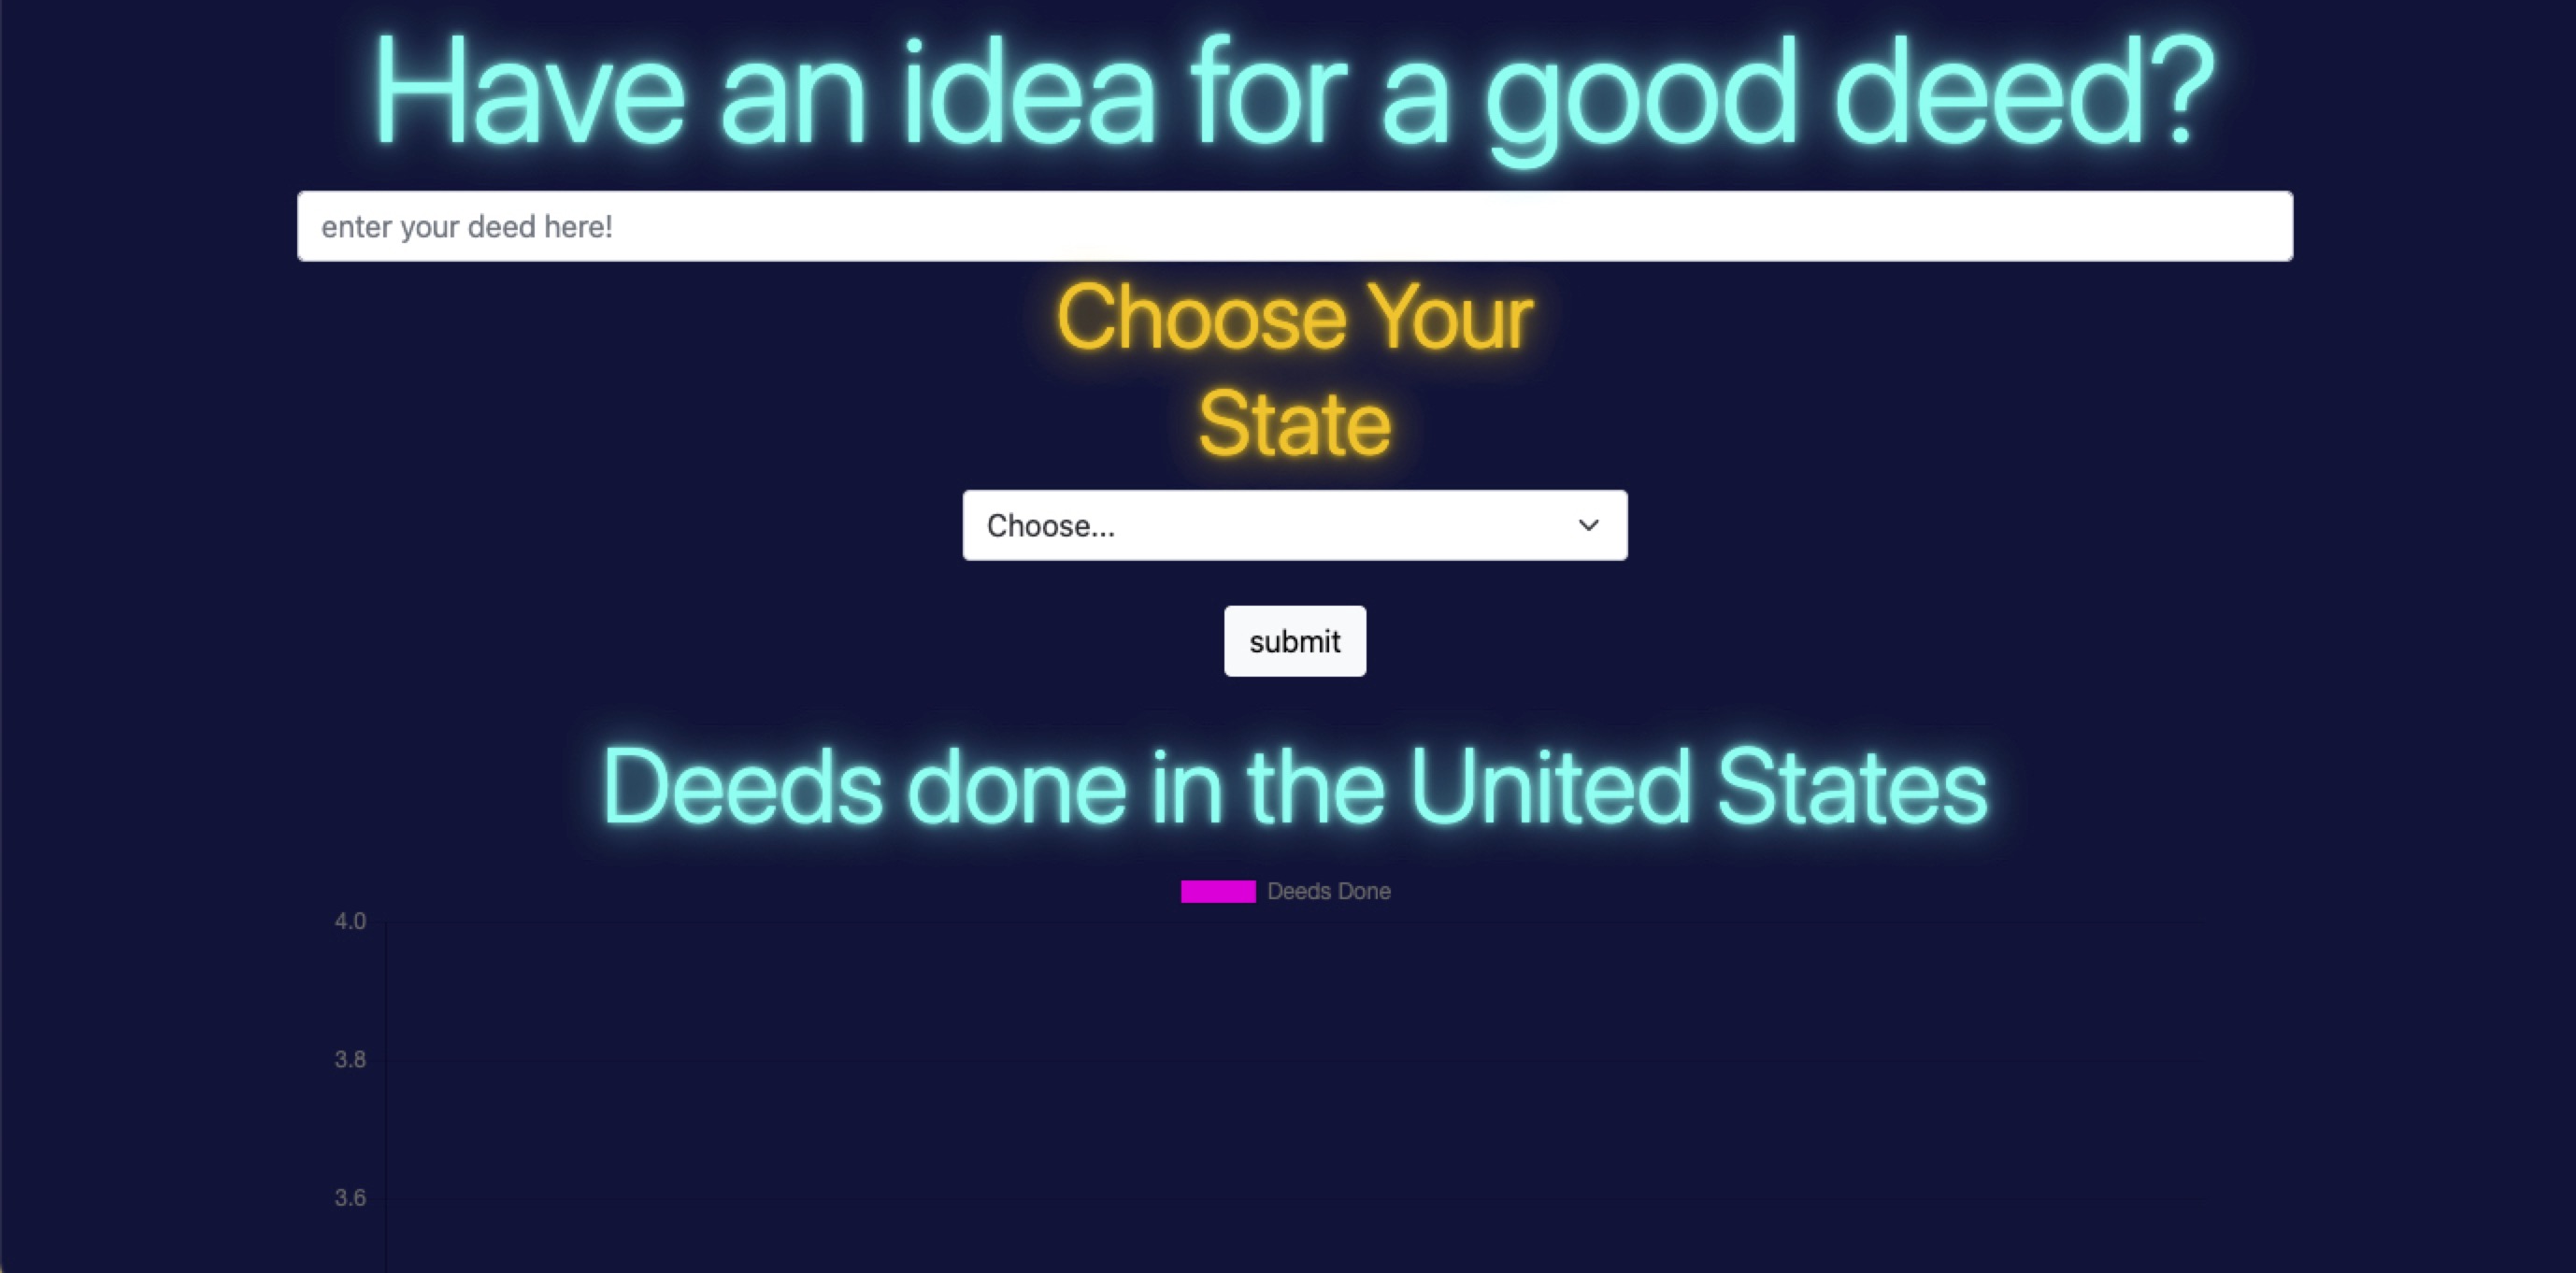 Have an idea for a good deed?
enter your deed here!
Choose Your
State
Choose...
submit
Deeds done in the United States
Deeds Done
4.0
3.8
3.6